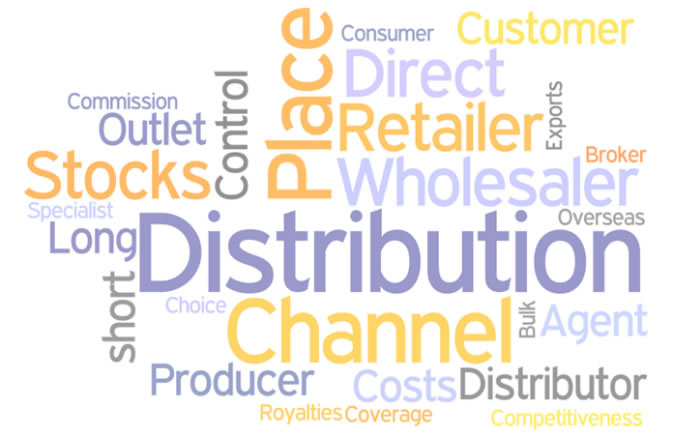 Consumer
Customer
Place
Direct
Commission
Control
Outlet
Retailer
Exports
Broker
Stocks
Wholesaler
Specialist
Overseas
Long
Distribution
short
Choice
Channel
Bulk
Agent
Producer
Costs
Distributor
Royalties
Coverage
Competitiveness